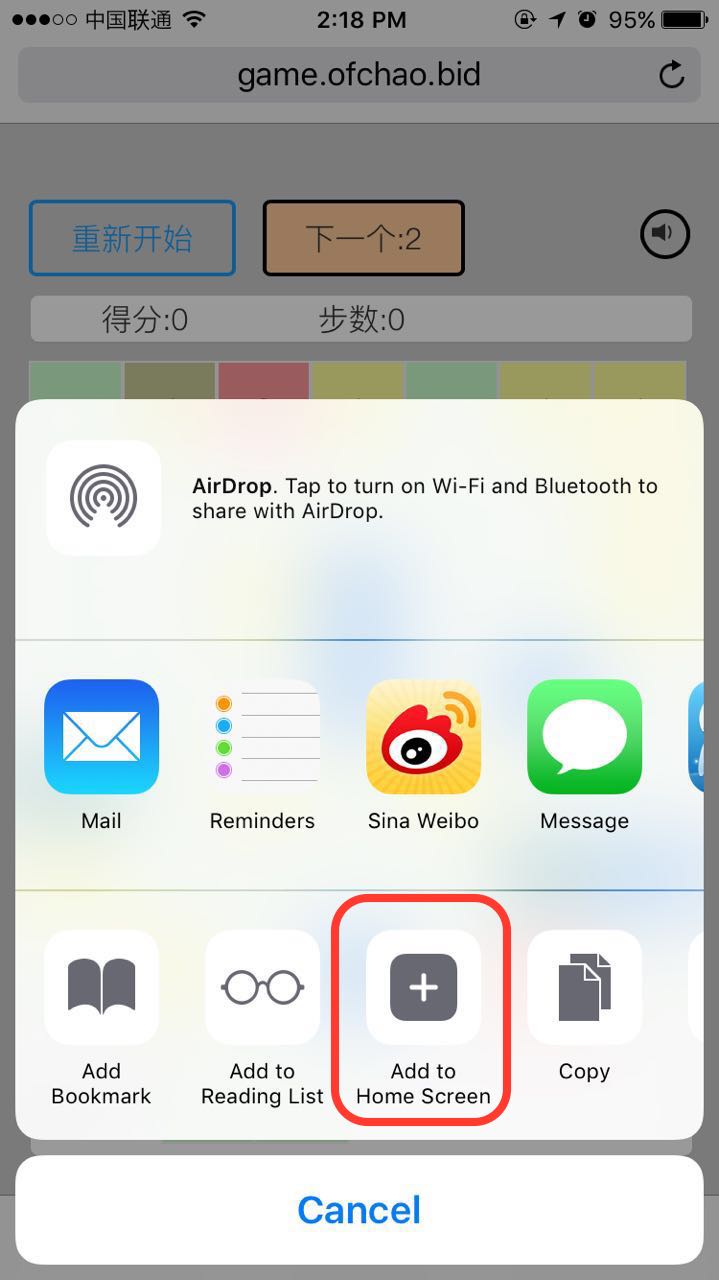 中国联通 2:18 PM 95%
game.ofchao.bid
重新开始 下一个:2
得分:0 步数:0
AirDrop. Tap to turn on Wi-Fi and Bluetooth to
share with AirDrop.
Mail Reminders Sina Weibo Message
Add Add to Add to Copy
Bookmark Reading List Home Screen
Cancel